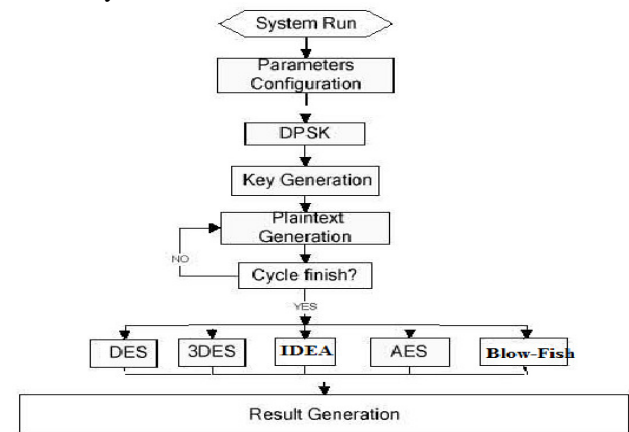 System Run
Parameters
Configuration
DPSK
Key Generation
Plaintext
Generation
NO
Cycle finish?
YES
DES 3DES IDEA AES Blow-Fish
Result Generation